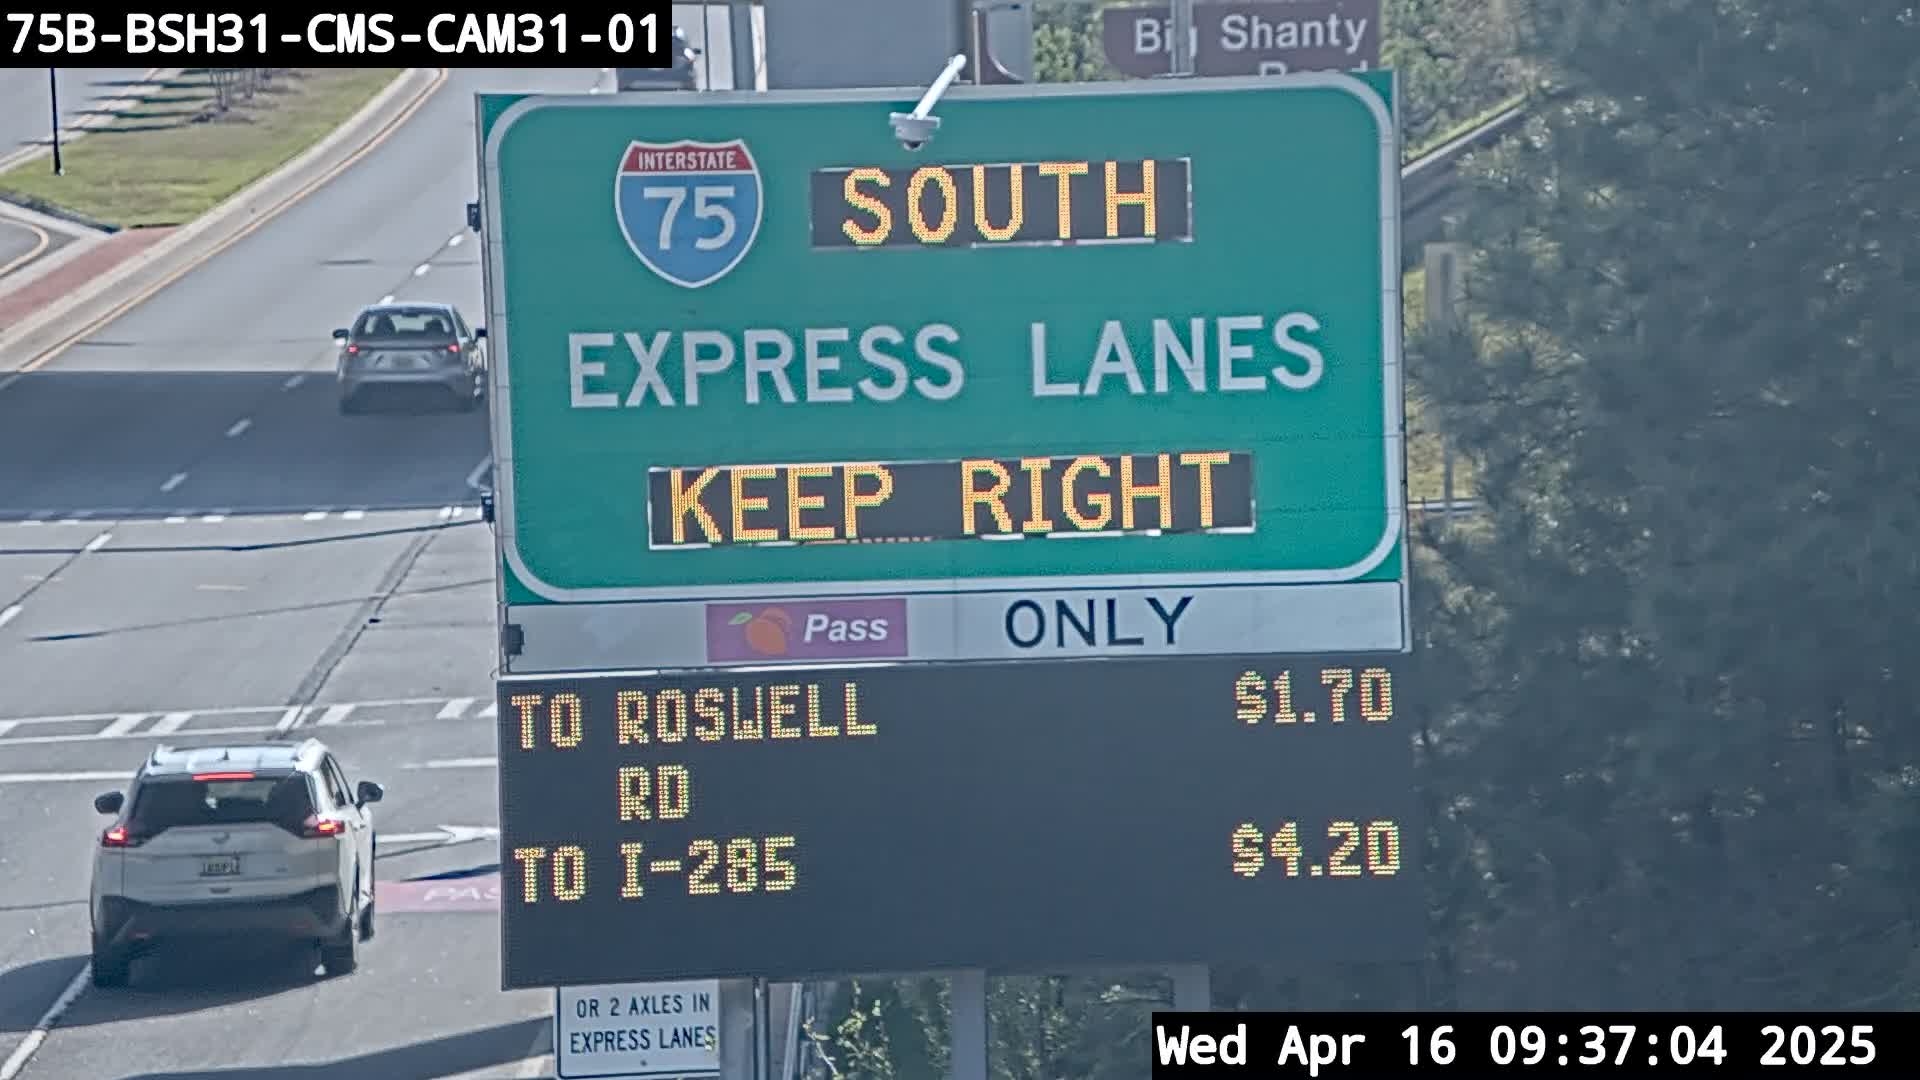 75B-BSH31-CMS-CAM31-01
Big Shanty
Road
INTERSTATE
75
SOUTH
EXPRESS LANES
KEEP RIGHT
Pass
ONLY
TO ROSWELL $1.70
RD
TO I-285 $4.20
PAS
OR 2 AXLES IN
EXPRESS LANES
Wed Apr 16 09:37:04 2025